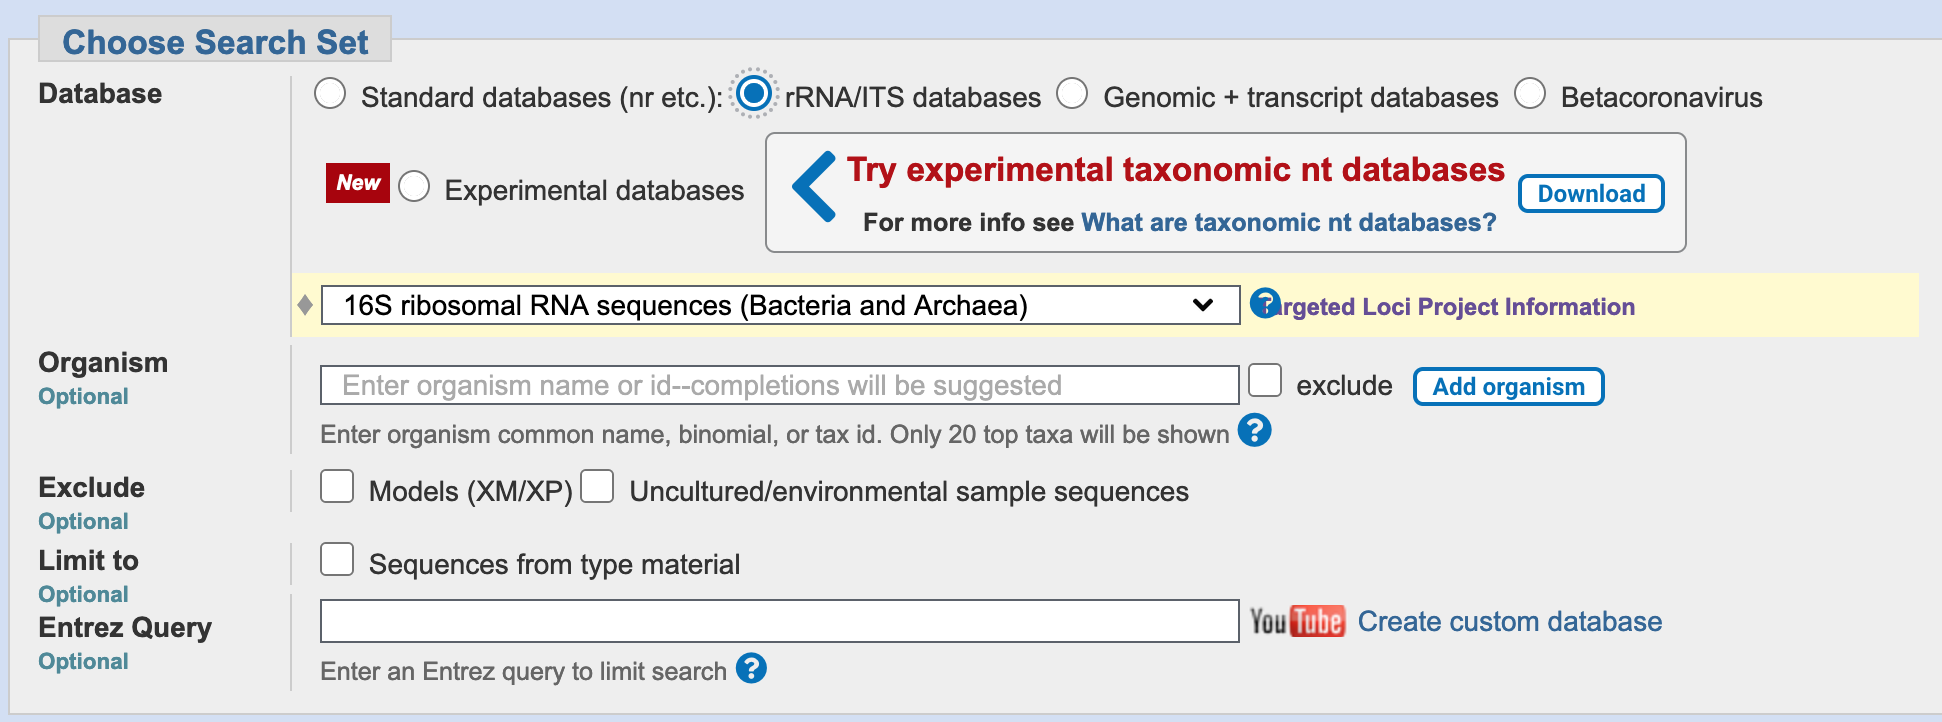 Choose Search Set
Database
Standard databases (nr etc.): rRNA/ITS databases Genomic + transcript databases Betacoronavirus
New Experimental databases
Try experimental taxonomic nt databases
For more info see What are taxonomic nt databases?
Download
16S ribosomal RNA sequences (Bacteria and Archaea)
? Targeted Loci Project Information
Organism
Optional
Enter organism name or id--completions will be suggested
exclude
Add organism
Enter organism common name, binomial, or tax id. Only 20 top taxa will be shown ?
Exclude
Optional
Models (XM/XP) Uncultured/environmental sample sequences
Limit to
Optional
Sequences from type material
Entrez Query
Optional
YouTube Create custom database
Enter an Entrez query to limit search ?